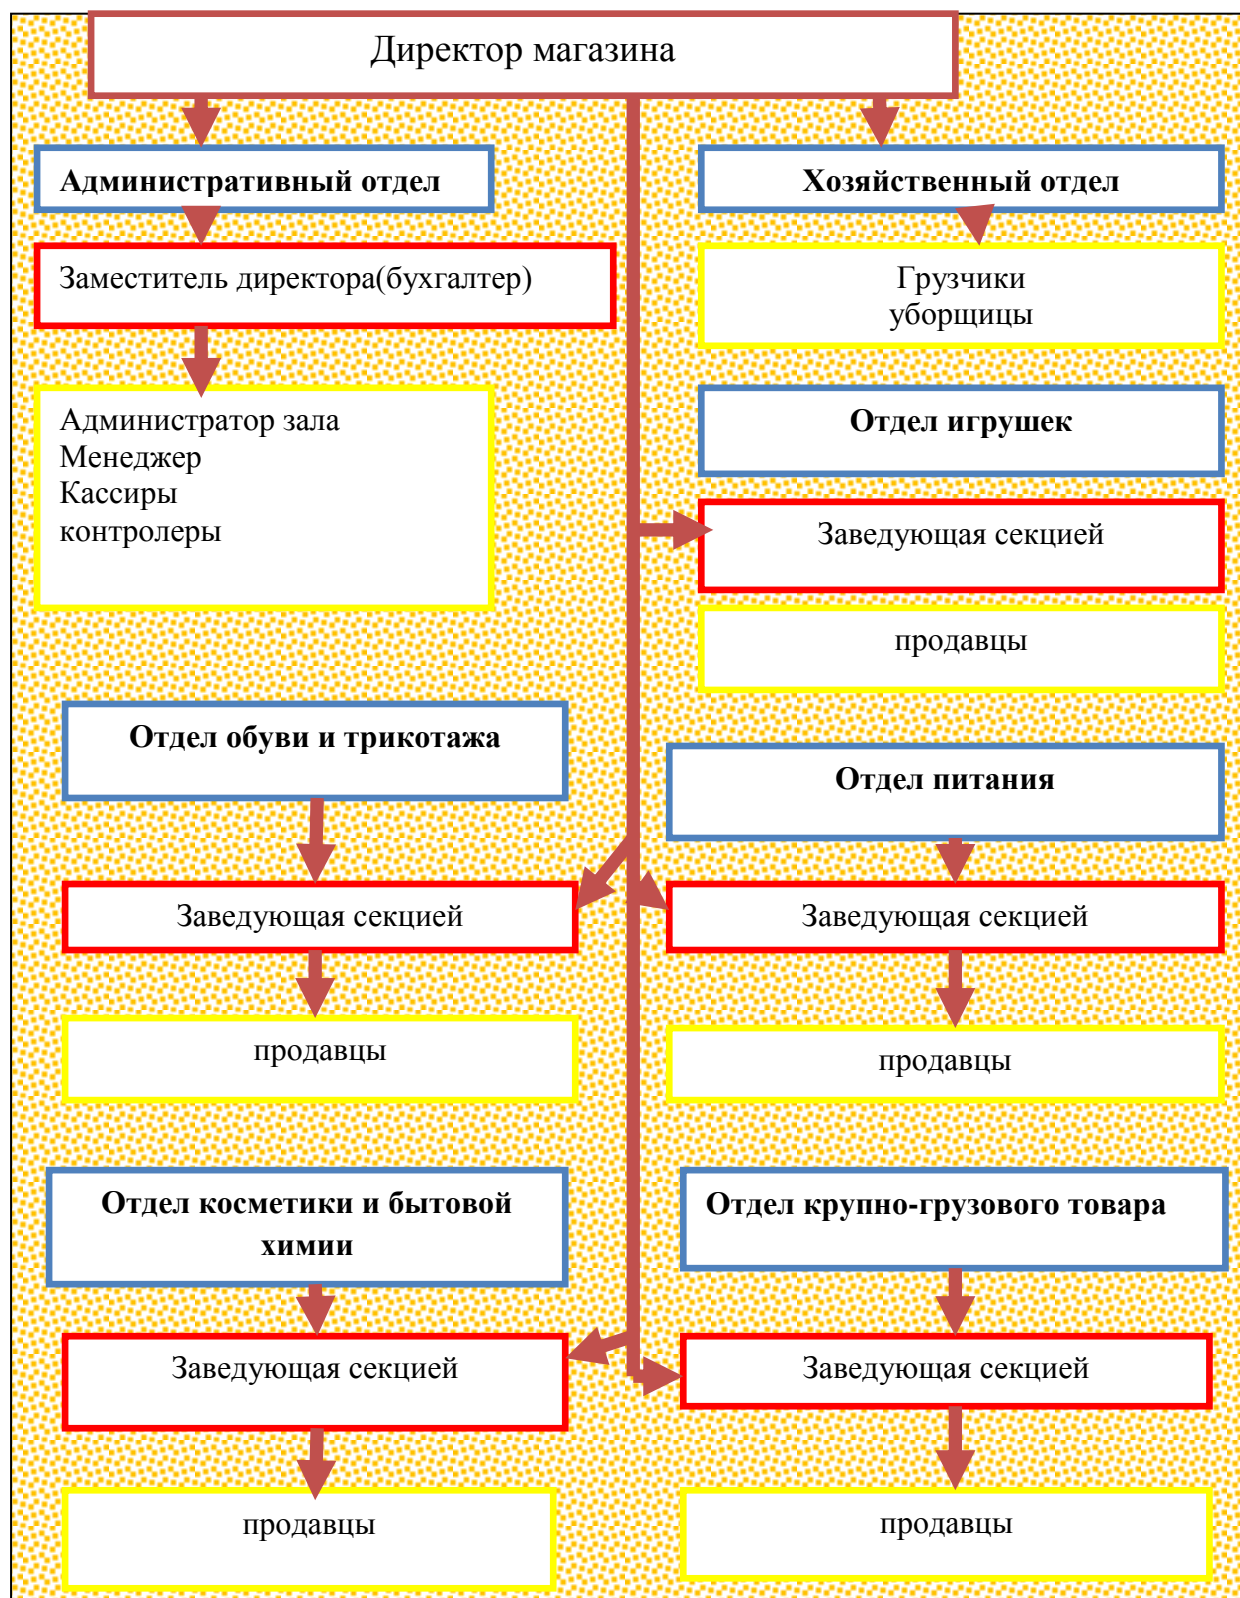 Директор магазина
Административный отдел
Хозяйственный отдел
Заместитель директора(бухгалтер)
Грузчики
уборщицы
Администратор зала
Менеджер
Кассиры
контролеры
Отдел игрушек
Заведующая секцией
продавцы
Отдел обуви и трикотажа
Отдел питания
Заведующая секцией
Заведующая секцией
продавцы
продавцы
Отдел косметики и бытовой
химии
Отдел крупно-грузового товара
Заведующая секцией
Заведующая секцией
продавцы
продавцы